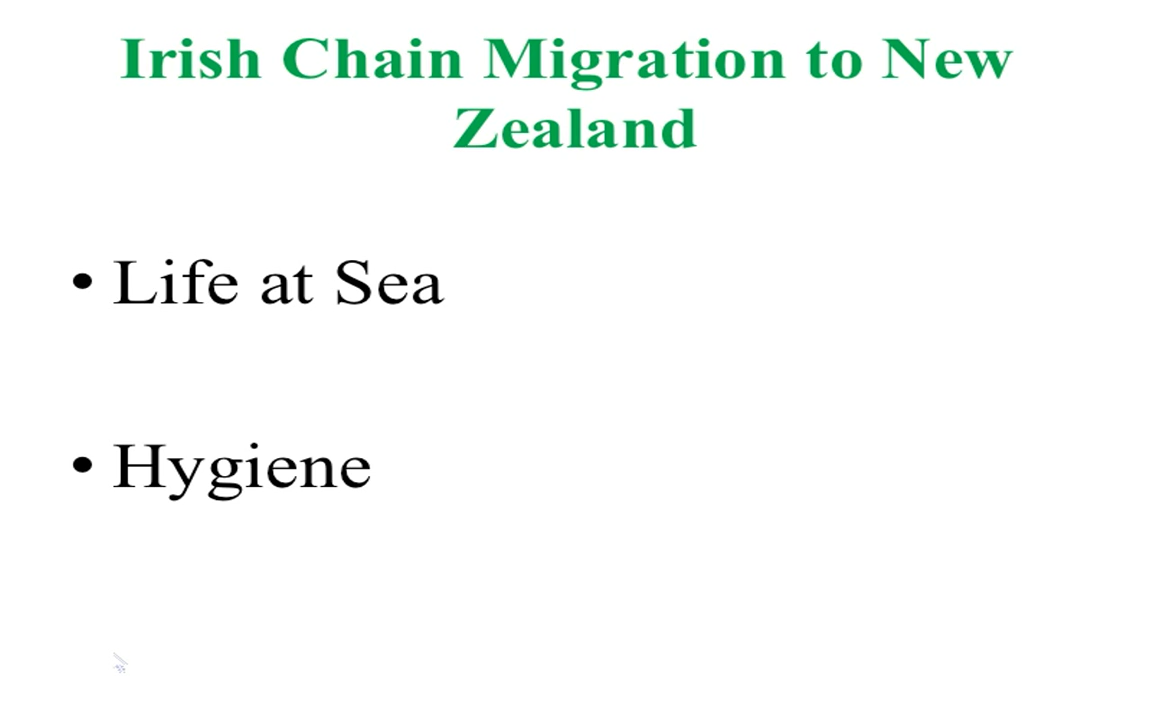 Irish Chain Migration to New
Zealand
• Life at Sea
• Hygiene